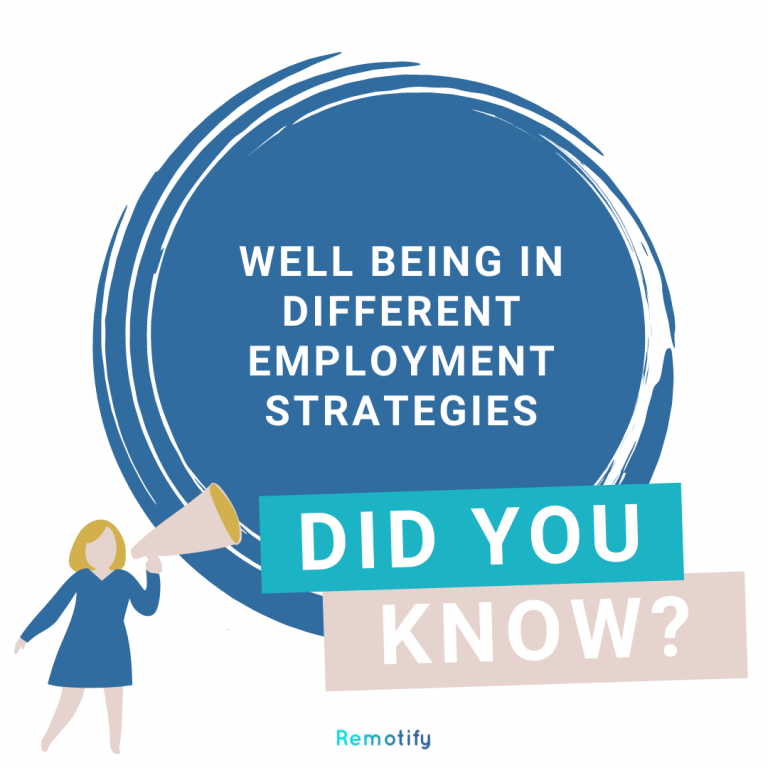 WELL BEING IN
DIFFERENT
EMPLOYMENT
STRATEGIES
DID YOU
KNOW?
Remotify